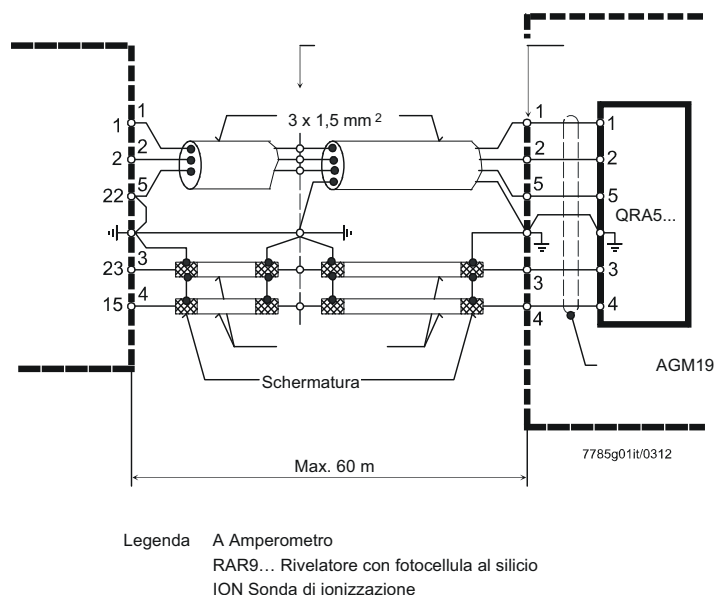 3 x 1,5 mm 2
1
1
2
2
5
22
3
23
4
15
1
2
5
3
4
1
2
5
3
4
QRA5...
AGM19
Schermatura
Max. 60 m
7785g01it/0312
Legenda A Amperometro
RAR9… Rivelatore con fotocellula al silicio
ION Sonda di ionizzazione